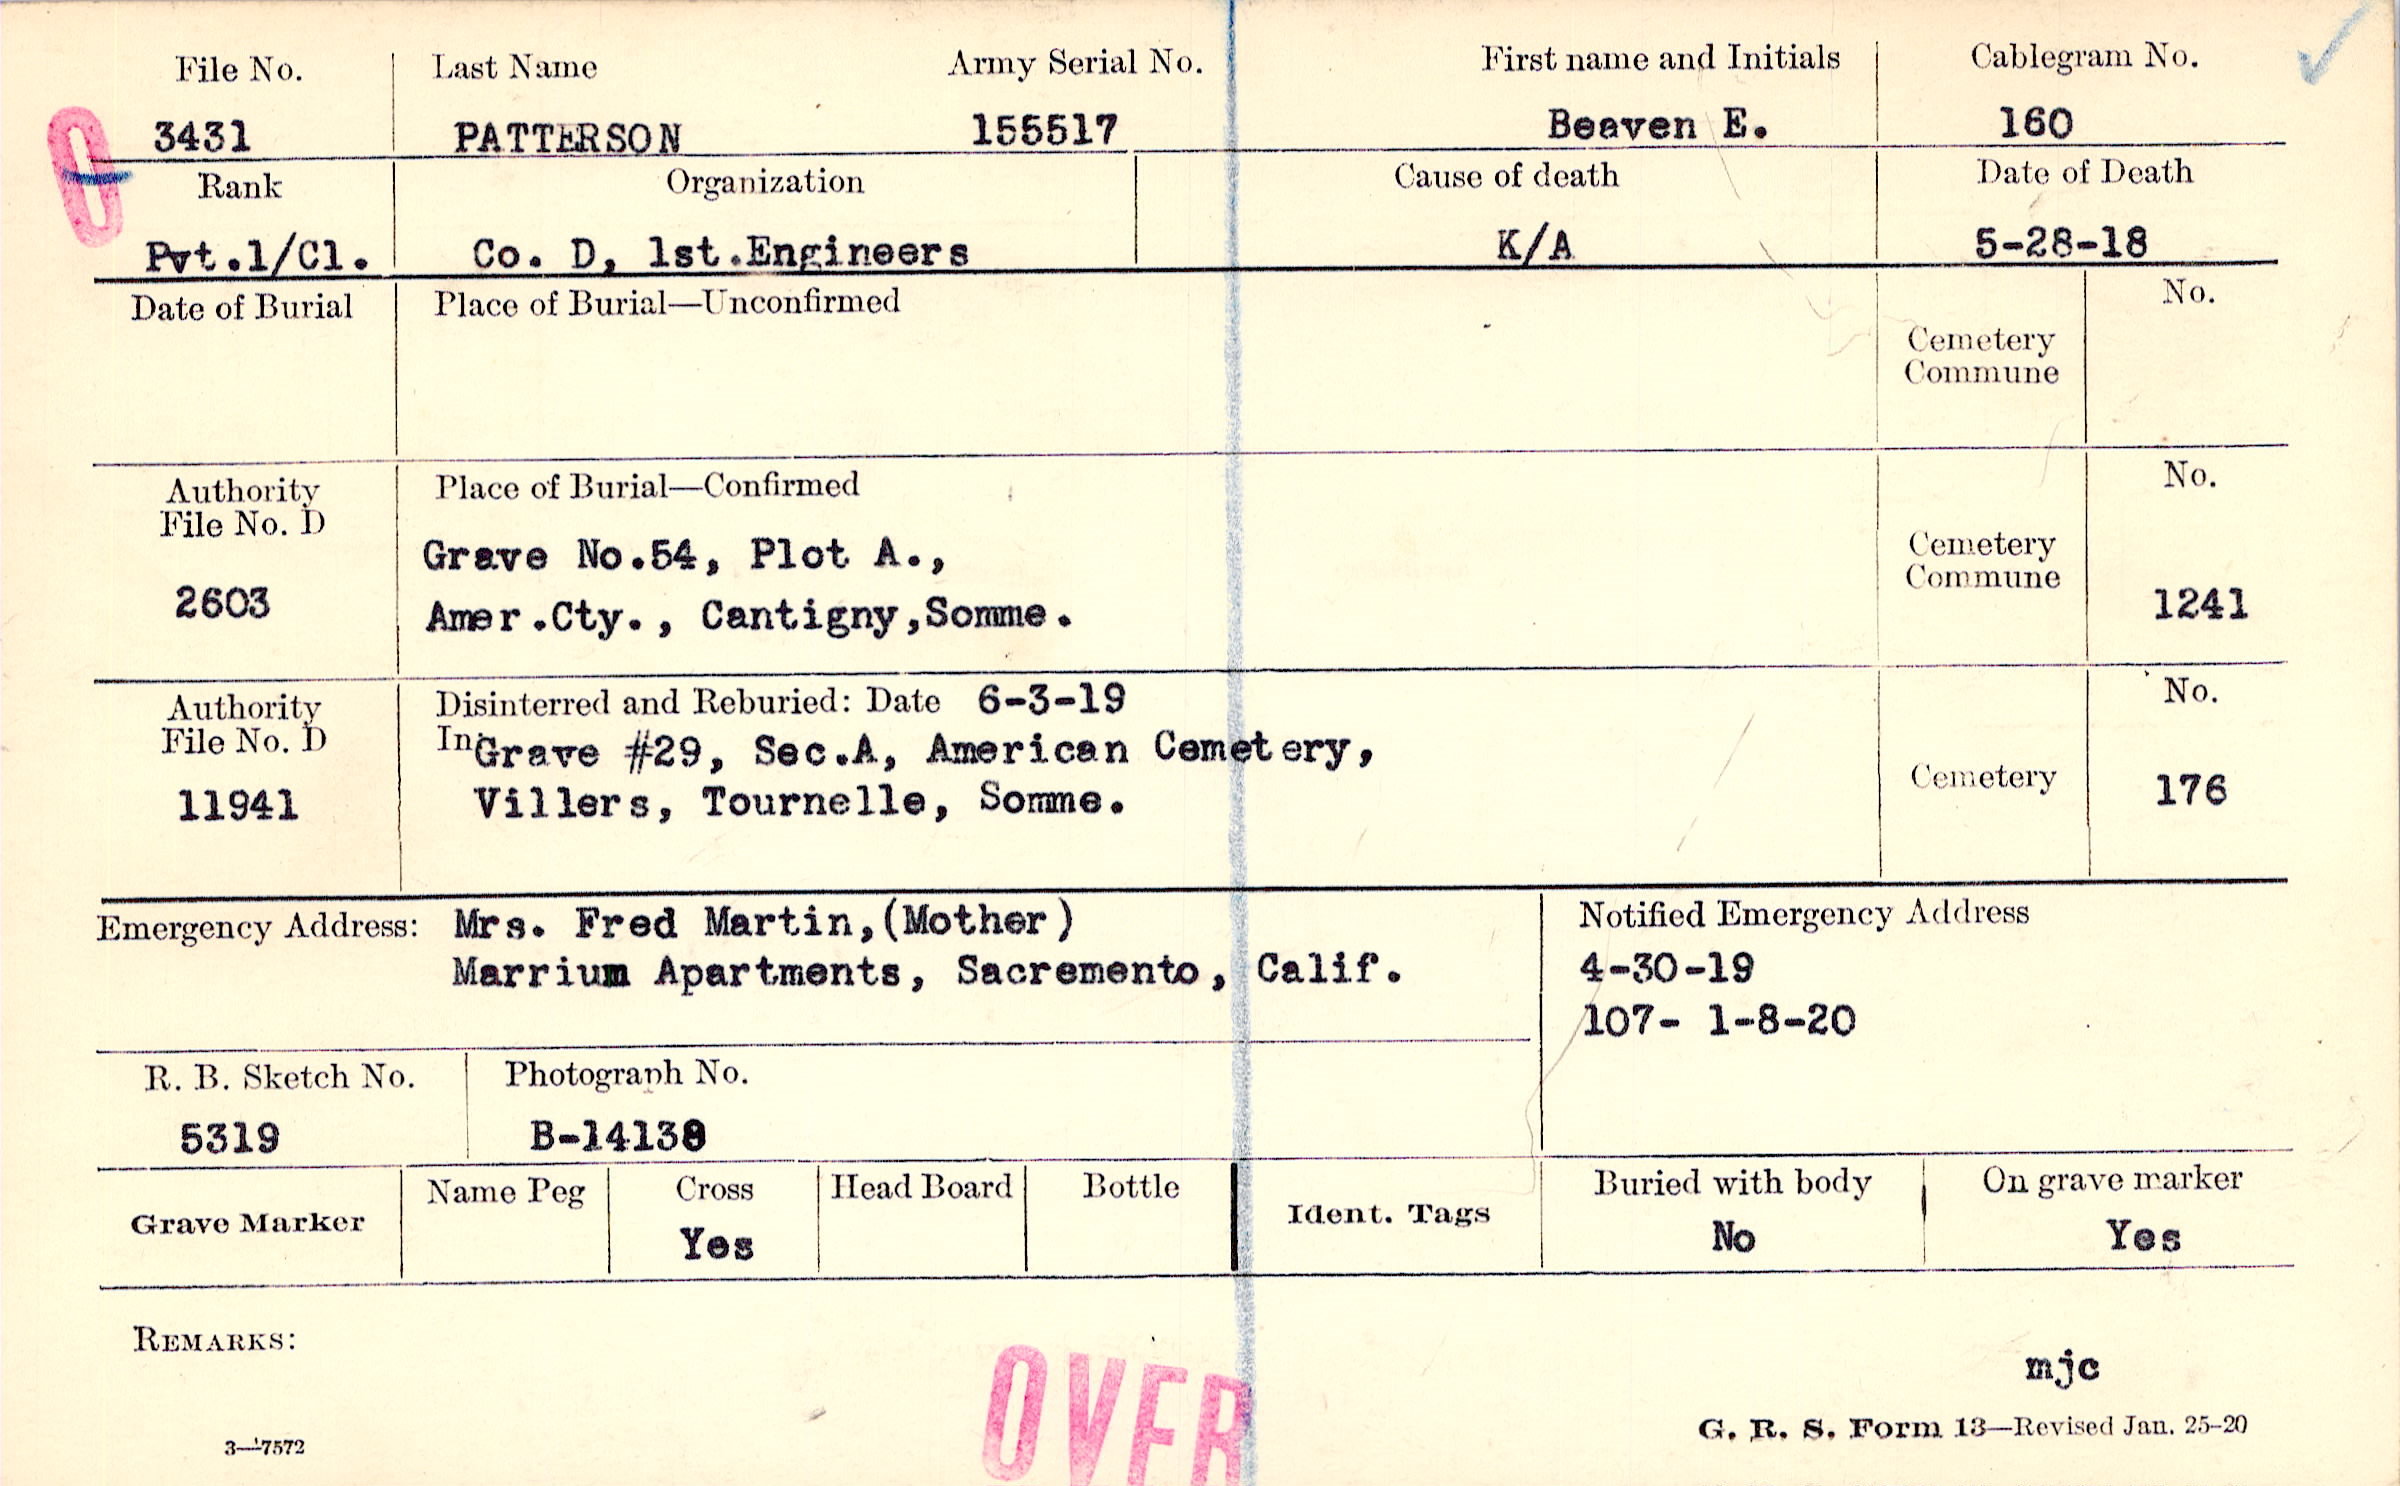 File No. Last Name Army Serial No. First name and Initials Cablegram No.
3431 PATTERSON 155517 Beaven E. 160
Rank Organization Cause of death Date of Death
Pvt.1/Cl. Co. D, 1st.Engineers K/A 5-28-18
Date of Burial Place of Burial—Unconfirmed No.
Cemetery
Commune
Authority Place of Burial—Confirmed No.
File No. D
Grave No.54, Plot A., Cemetery
Commune
2603 Amer.Cty., Cantigny,Somme. 1241
Authority Disinterred and Reburied: Date 6-3-19 No.
File No. D In Grave #29, Sec.A, American Cemetery,
11941 Villers, Tournelle, Somme. Cemetery 176
Emergency Address: Mrs. Fred Martin,(Mother) Notified Emergency Address
Marrium Apartments, Sacremento, Calif. 4-30-19
107- 1-8-20
R. B. Sketch No. Photograph No.
5319 B-14138
Grave Marker Name Peg Cross Head Board Bottle Ident. Tags Buried with body On grave marker
Yes No Yes
REMARKS:
mjc
OVER
3—7572 G. R. S. Form 13—Revised Jan. 25-20